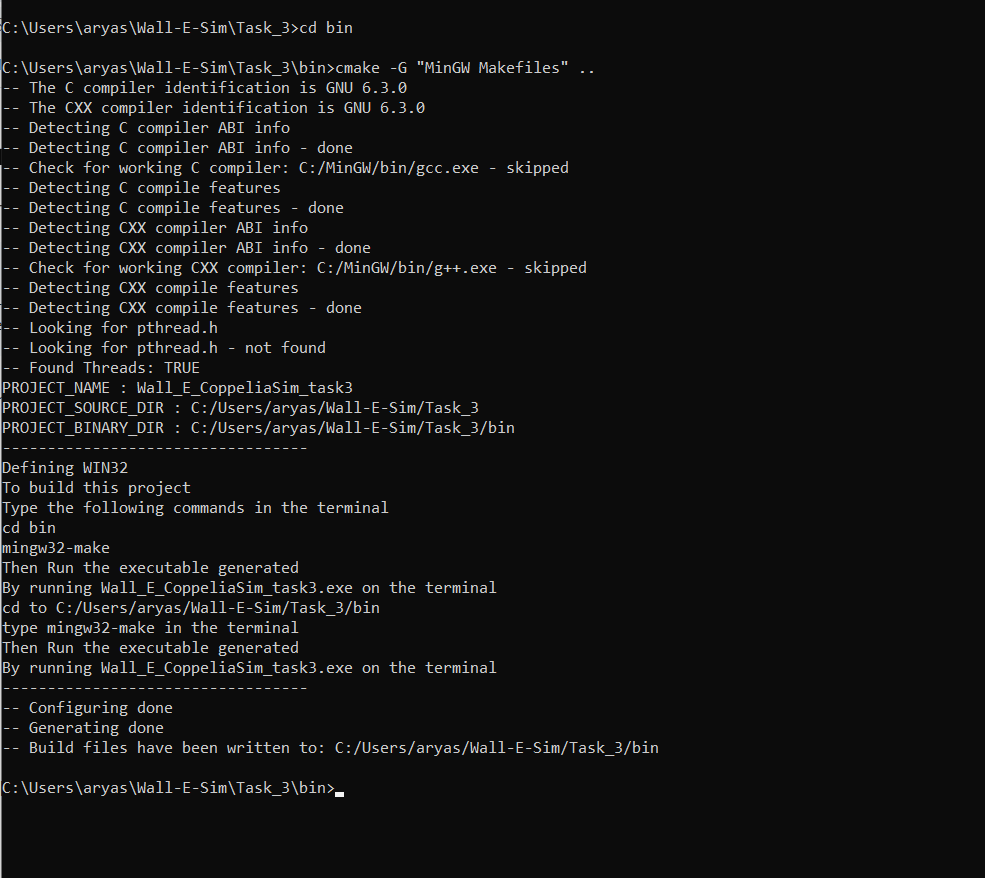 C:\Users\aryas\Wall-E-Sim\Task_3>cd bin
C:\Users\aryas\Wall-E-Sim\Task_3\bin>cmake -G "MinGW Makefiles" ..
-- The C compiler identification is GNU 6.3.0
-- The CXX compiler identification is GNU 6.3.0
-- Detecting C compiler ABI info
-- Detecting C compiler ABI info - done
-- Check for working C compiler: C:/MinGW/bin/gcc.exe - skipped
-- Detecting C compile features
-- Detecting C compile features - done
-- Detecting CXX compiler ABI info
-- Detecting CXX compiler ABI info - done
-- Check for working CXX compiler: C:/MinGW/bin/g++.exe - skipped
-- Detecting CXX compile features
-- Detecting CXX compile features - done
-- Looking for pthread.h
-- Looking for pthread.h - not found
-- Found Threads: TRUE
PROJECT_NAME : Wall_E_CoppeliaSim_task3
PROJECT_SOURCE_DIR : C:/Users/aryas/Wall-E-Sim/Task_3
PROJECT_BINARY_DIR : C:/Users/aryas/Wall-E-Sim/Task_3/bin
----------------------------------
Defining WIN32
To build this project
Type the following commands in the terminal
cd bin
mingw32-make
Then Run the executable generated
By running Wall_E_CoppeliaSim_task3.exe on the terminal
cd to C:/Users/aryas/Wall-E-Sim/Task_3/bin
type mingw32-make in the terminal
Then Run the executable generated
By running Wall_E_CoppeliaSim_task3.exe on the terminal
----------------------------------
-- Configuring done
-- Generating done
-- Build files have been written to: C:/Users/aryas/Wall-E-Sim/Task_3/bin
C:\Users\aryas\Wall-E-Sim\Task_3\bin>